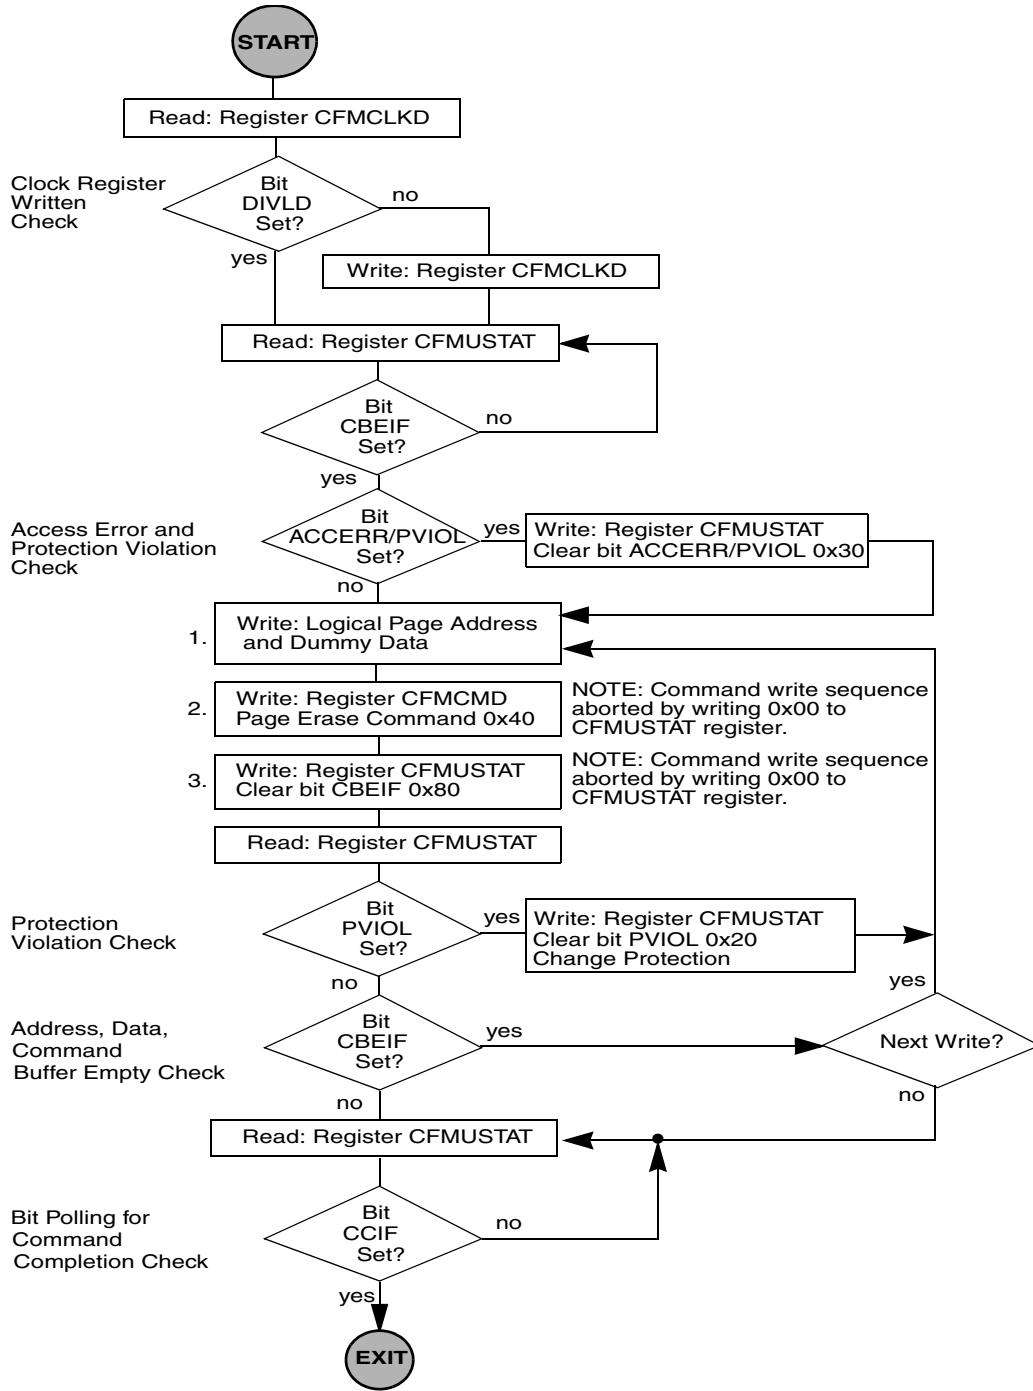 START
Read: Register CFMCLKD
Clock Register
Written
Check
Bit
DIVLD
Set?
no
yes
Write: Register CFMCLKD
Read: Register CFMUSTAT
Bit
CBEIF
Set?
no
yes
Access Error and
Protection Violation
Check
Bit
ACCERR/PVIOL
Set?
yes
Write: Register CFMUSTAT
Clear bit ACCERR/PVIOL 0x30
no
1.
Write: Logical Page Address
and Dummy Data
2.
Write: Register CFMCMD
Page Erase Command 0x40
NOTE: Command write sequence
aborted by writing 0x00 to
CFMUSTAT register.
3.
Write: Register CFMUSTAT
Clear bit CBEIF 0x80
NOTE: Command write sequence
aborted by writing 0x00 to
CFMUSTAT register.
Read: Register CFMUSTAT
Protection
Violation Check
Bit
PVIOL
Set?
yes
Write: Register CFMUSTAT
Clear bit PVIOL 0x20
Change Protection
no
yes
Address, Data,
Command
Buffer Empty Check
Bit
CBEIF
Set?
yes
Next Write?
no
no
Read: Register CFMUSTAT
Bit Polling for
Command
Completion Check
Bit
CCIF
Set?
no
yes
EXIT